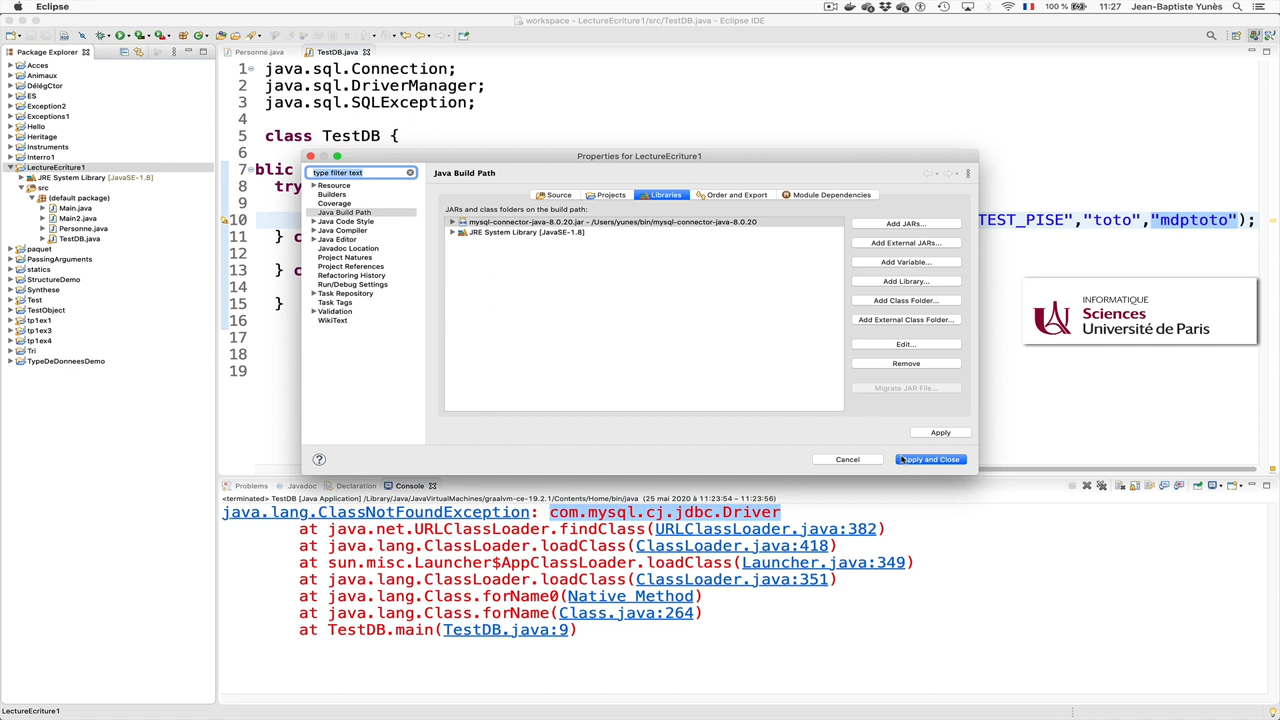 Eclipse
100 %
11:27
Jean-Baptiste Yunès
workspace - LectureEcriture1/src/TestDB.java - Eclipse IDE
Package Explorer
Personne.java
TestDB.java
Acces
Animaux
DélégCtor
ES
Exception2
Exceptions1
Hello
Heritage
Instruments
Interro1
LectureEcriture1
JRE System Library [JavaSE-1.8]
src
(default package)
Main.java
Main2.java
Personne.java
TestDB.java
paquet
PassingArguments
statics
StructureDemo
Synthese
Test
TestObject
tp1ex1
tp1ex3
tp1ex4
Tri
TypeDeDonneesDemo
1 java.sql.Connection;
2 java.sql.DriverManager;
3 java.sql.SQLException;
4
5 class TestDB {
6
7 blic
8 try
10 TEST_PISE","toto","mdptoto");
11 } c
12
13 } c
14
15 }
16
17
18
19
Properties for LectureEcriture1
type filter text
Resource
Builders
Coverage
Java Build Path
Java Code Style
Java Compiler
Java Editor
Javadoc Location
Project Natures
Project References
Refactoring History
Run/Debug Settings
Task Repository
Task Tags
Validation
WikiText
Java Build Path
Source
Projects
Libraries
Order and Export
Module Dependencies
JARs and class folders on the build path:
mysql-connector-java-8.0.20.jar - /Users/yunes/bin/mysql-connector-java-8.0.20
JRE System Library [JavaSE-1.8]
Add JARs...
Add External JARs...
Add Variable...
Add Library...
Add Class Folder...
Add External Class Folder...
Edit...
Remove
Migrate JAR File...
Apply
?
Cancel
Apply and Close
INFORMATIQUE
Sciences
Université de Paris
Problems
Javadoc
Declaration
Console
<terminated> TestDB [Java Application] /Library/Java/JavaVirtualMachines/graalvm-ce-19.2.1/Contents/Home/bin/java (25 mai 2020 à 11:23:54 – 11:23:56)
java.lang.ClassNotFoundException: com.mysql.cj.jdbc.Driver
at java.net.URLClassLoader.findClass(URLClassLoader.java:382)
at java.lang.ClassLoader.loadClass(ClassLoader.java:418)
at sun.misc.Launcher$AppClassLoader.loadClass(Launcher.java:349)
at java.lang.ClassLoader.loadClass(ClassLoader.java:351)
at java.lang.Class.forName0(Native Method)
at java.lang.Class.forName(Class.java:264)
at TestDB.main(TestDB.java:9)
LectureEcriture1